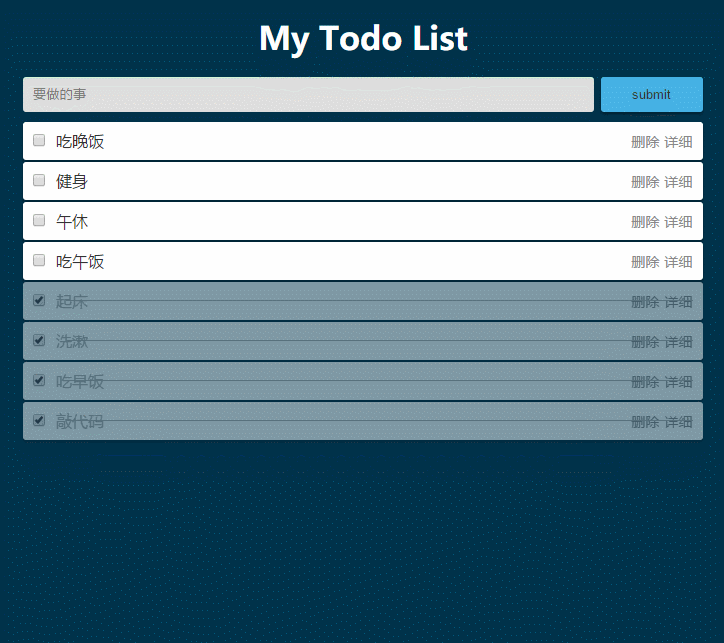 My Todo List
要做的事 submit
吃晚饭 删除 详细
健身 删除 详细
午休 删除 详细
吃午饭 删除 详细
起床 删除 详细
洗漱 删除 详细
吃早饭 删除 详细
敲代码 删除 详细